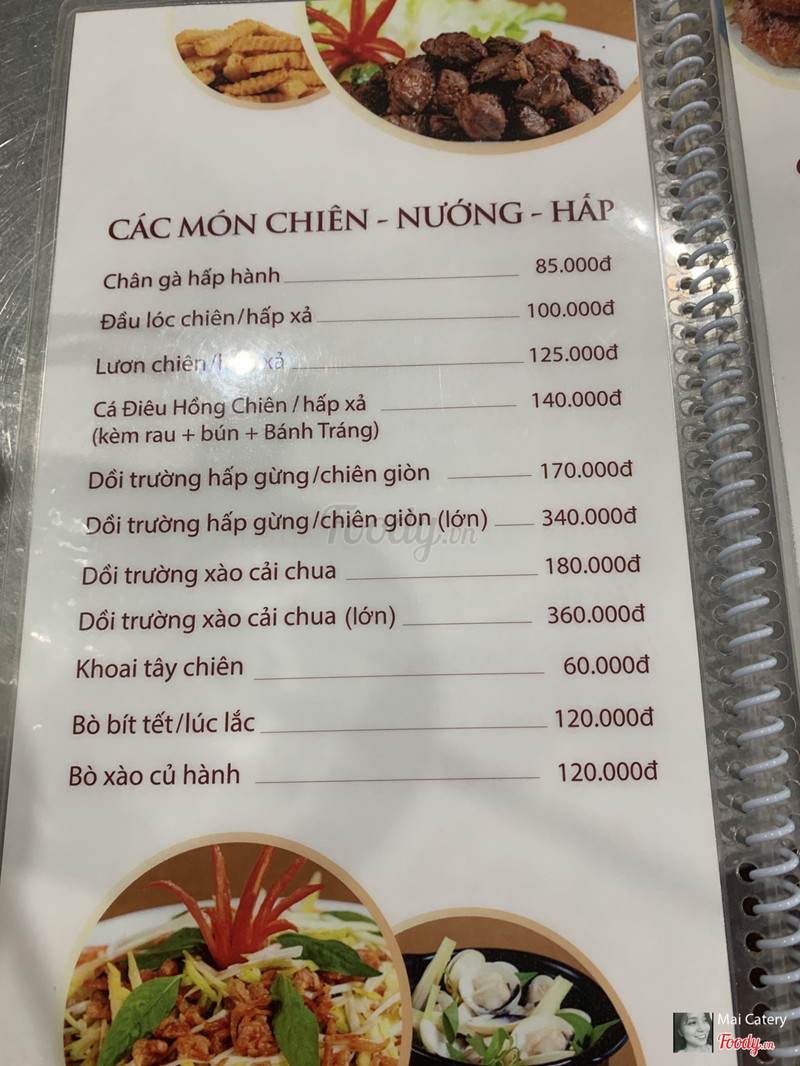 CÁC MÓN CHIÊN - NƯỚNG - HẤP
Chân gà hấp hành 85.000đ
Đầu lóc chiên/hấp xả 100.000đ
Lươn chiên/ xả 125.000đ
Cá Điêu Hồng Chiên / hấp xả 140.000đ
(kèm rau + bún + Bánh Tráng)
Dồi trường hấp gừng/chiên giòn 170.000đ
Dồi trường hấp gừng/chiên giòn (lớn) 340.000đ
Foody.vn
Dồi trường xào cải chua 180.000đ
Dồi trường xào cải chua (lớn) 360.000đ
Khoai tây chiên 60.000đ
Bò bít tết/lúc lắc 120.000đ
Bò xào củ hành 120.000đ
Mai Catery
Foody.vn